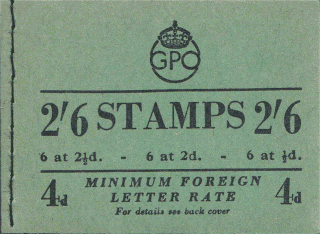 GPO
2/6 STAMPS 2/6
6 at 2½d. - 6 at 2d. - 6 at ½d.
4d MINIMUM FOREIGN 4d
LETTER RATE
For details see back cover